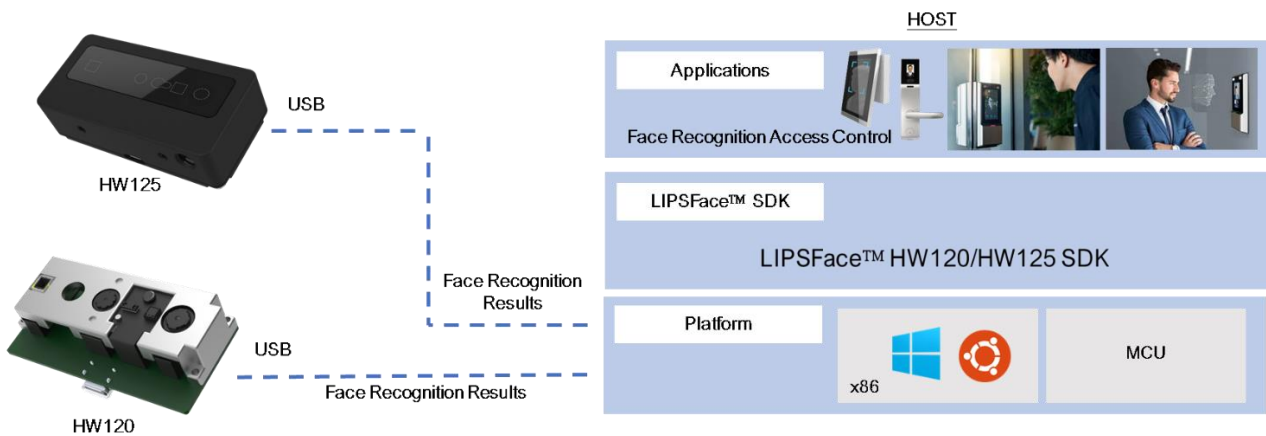 HOST
Applications
Face Recognition Access Control
USB
HW125
LIPSFace™ SDK
LIPSFace™ HW120/HW125 SDK
Face Recognition
Results
Platform
x86
MCU
USB
Face Recognition Results
HW120